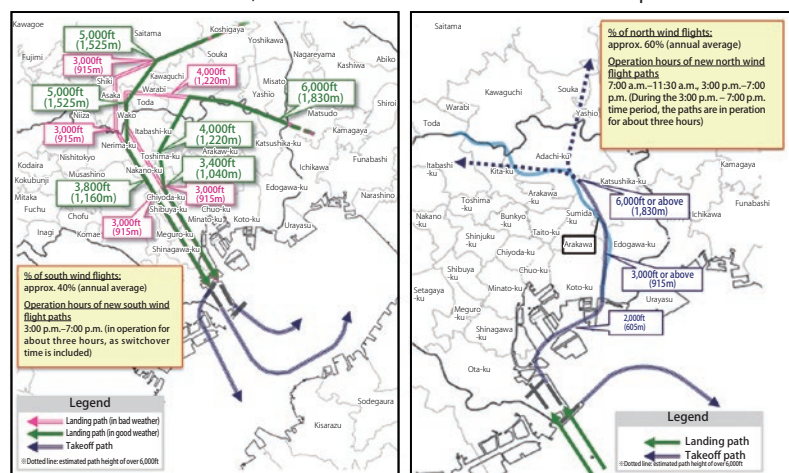 Kawagoe
Saitama
Koshigaya
5,000ft
(1,525m)
Yoshikawa
Fujimi
3,000ft
(915m)
Souka
Nagareyama
Abiko
Kashiwa
Shiki
Kawaguchi
4,000ft
(1,220m)
Misato
Asaka
Warabi
5,000ft
(1,525m)
Toda
Yashio
6,000ft
(1,830m)
Shiroi
Niiza
Wako
Matsudo
3,000ft
(915m)
Itabashi-ku
4,000ft
(1,220m)
Kamagaya
Nerima-ku
Arakaw-ku
Katsushika-ku
Kodaira
Nishitokyo
Toshima-ku
Funabashi
Kokubunji
Musashino
Nakano-ku
3,400ft
(1,040m)
Ichikawa
Mitaka
3,800ft
(1,160m)
Chiyoda-ku
3,000ft
(915m)
Edogawa-ku
Narashino
Fuchu
Chofu
Shibuya-ku
Chuo-ku
3,000ft
(915m)
Minato-ku
Koto-ku
Urayasu
Inagi
Komae
Meguro-ku
Shinagawa-ku
% of south wind flights:
approx. 40% (annual average)
Operation hours of new south wind
flight paths
3:00 p.m.–7:00 p.m. (in operation for
about three hours, as switchover
time is included)
Sodegaura
Kisarazu
Legend
Landing path (in bad weather)
Landing path (in good weather)
Takeoff path
※Dotted line: estimated path height of over 6,000ft
Saitama
% of north wind flights:
approx. 60% (annual average)
Operation hours of new north wind
flight paths
7:00 a.m.–11:30 a.m., 3:00 p.m.–7:00
p.m. (During the 3:00 p.m. – 7:00 p.m.
time period, the paths are in peration
for about three hours)
Kawaguchi
Souka
Warabi
Yashio
Toda
Adachi-ku
Itabashi
-ku
Kita-ku
Katsushika-ku
Kamagaya
Toshima
-ku
Arakawa
-ku
6,000ft or above
(1,830m)
Funabashi
Nakano
-ku
Bunkyo
-ku
Sumida
-ku
Ichikawa
Taito-ku
Shinjuku
-ku
Arakawa
Edogawa-ku
Chiyoda-ku
Shibuya
-ku
Chuo-ku
3,000ft or above
(915m)
Setagaya
-ku
Minato-ku
Koto-ku
Urayasu
Meguro
-ku
2,000ft
(605m)
Shinagawa
-ku
Ota-ku
Legend
Landing path
Takeoff path
※Dotted line: estimated path height of over 6,000ft